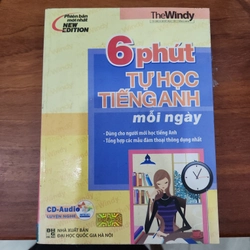 Phiên bản
mới nhất
NEW
EDITION
TheWindy
6 phút
TỰ HỌC
TIẾNG ANH
mỗi ngày
- Dùng cho người mới học tiếng Anh
- Tổng hợp các mẫu đàm thoại thông dụng nhất
CD-Audio
NHÀ XUẤT BẢN
ĐẠI HỌC QUỐC GIA HÀ NỘI